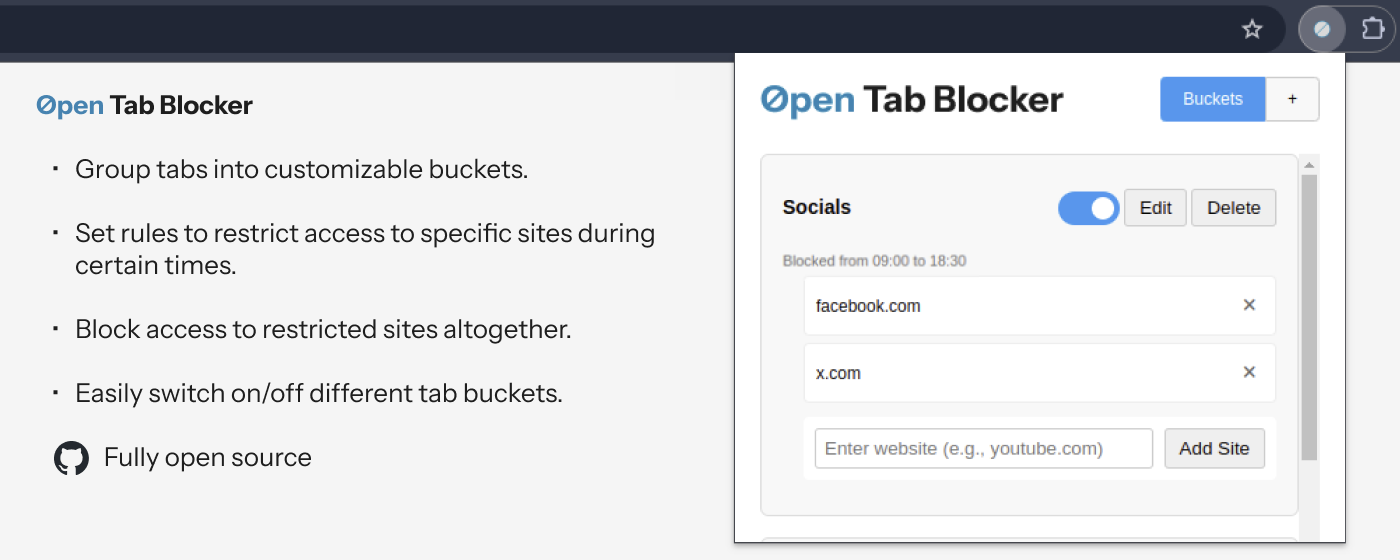 Open Tab Blocker
· Group tabs into customizable buckets.
· Set rules to restrict access to specific sites during
certain times.
· Block access to restricted sites altogether.
· Easily switch on/off different tab buckets.
Fully open source
Open Tab Blocker
Buckets +
Socials Edit Delete
Blocked from 09:00 to 18:30
facebook.com ✕
x.com ✕
Enter website (e.g., youtube.com) Add Site